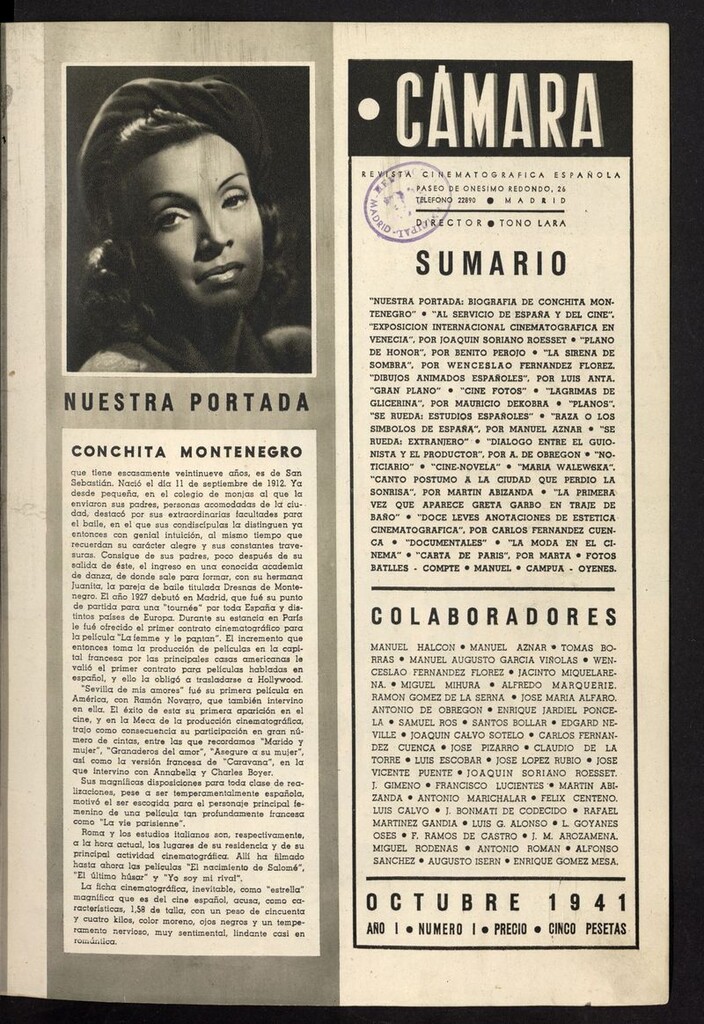 NUESTRA PORTADA
CONCHITA MONTENEGRO
que tiene escasamente veintinueve años, es de San
Sebastián. Nació el día 11 de septiembre de 1912. Ya
desde pequeña, en el colegio de monjas al que la
enviaron sus padres, personas acomodadas de la ciu-
dad, destacó por sus extraordinarias facultades para
el baile, en el que sus condiscípulas la distinguen ya
entonces con genial intuición, al mismo tiempo que
recuerdan su carácter alegre y sus constantes trave-
suras. Consigue de sus padres, poco después de su
salida de éste, el ingreso en una conocida academia
de danza, de donde sale para formar, con su hermana
Juanita, la pareja de baile titulada Dresnas de Monte-
negro. El año 1927 debutó en Madrid, que fué su punto
de partida para una "tournée" por toda España y dis-
tintos países de Europa. Durante su estancia en París
le fué ofrecido el primer contrato cinematográfico para
la película "La femme y le pantan". El incremento que
entonces toma la producción de películas en la capi-
tal francesa por las principales casas americanas le
valió el primer contrato para películas habladas en
español, y ello la obligó a trasladarse a Hollywood.
"Sevilla de mis amores" fué su primera película en
América, con Ramón Novarro, que también intervino
en ella. El éxito de esta su primera aparición en el
cine, y en la Meca de la producción cinematográfica,
trajo como consecuencia su participación en gran nú-
mero de cintas, entre las que recordamos "Marido y
mujer", "Granaderos del amor", "Asegure a su mujer",
así como la versión francesa de "Caravana", en la
que intervino con Annabella y Charles Boyer.
Sus magníficas disposiciones para toda clase de rea-
lizaciones, pese a ser temperamentalmente española,
motivó el ser escogida para el personaje principal fe-
menino de una película tan profundamente francesa
como "La vie parisienne".
Roma y los estudios italianos son, respectivamente,
a la hora actual, los lugares de su residencia y de su
principal actividad cinematográfica. Allí ha filmado
hasta ahora las películas "El nacimiento de Salomé",
"El último húsar" y "Yo soy mi rival".
La ficha cinematográfica, inevitable, como "estrella"
magnífica que es del cine español, acusa, como ca-
racterísticas, 1,58 de talla, con un peso de cincuenta
y cuatro kilos, color moreno, ojos negros y un tempe-
ramento nervioso, muy sentimental, lindante casi en
romántica.
CÁMARA
REVISTA CINEMATOGRAFICA ESPAÑOLA
PASEO DE ONESIMO REDONDO, 26
TELEFONO 22890 ● MADRID
DIRECTOR ● TONO LARA
MADRID
SUMARIO
"NUESTRA PORTADA: BIOGRAFIA DE CONCHITA MON-
TENEGRO" ● "AL SERVICIO DE ESPAÑA Y DEL CINE".
"EXPOSICION INTERNACIONAL CINEMATOGRAFICA EN
VENECIA", POR JOAQUIN SORIANO ROESSET ● "PLANO
DE HONOR", POR BENITO PEROJO ● "LA SIRENA DE
SOMBRA", POR WENCESLAO FERNANDEZ FLOREZ.
"DIBUJOS ANIMADOS ESPAÑOLES", POR LUIS ANTA.
"GRAN PLANO" ● "CINE FOTOS" ● "LAGRIMAS DE
GLICERINA", POR MAURICIO DEKOBRA ● "PLANOS".
"SE RUEDA: ESTUDIOS ESPAÑOLES" ● "RAZA O LOS
SIMBOLOS DE ESPAÑA", POR MANUEL AZNAR ● "SE
RUEDA: EXTRANJERO" ● "DIALOGO ENTRE EL GUIO-
NISTA Y EL PRODUCTOR", POR A. DE OBREGON ● "NO-
TICIARIO" ● "CINE-NOVELA" ● "MARIA WALEWSKA".
"CANTO POSTUMO A LA CIUDAD QUE PERDIO LA
SONRISA", POR MARTIN ABIZANDA ● "LA PRIMERA
VEZ QUE APARECE GRETA GARBO EN TRAJE DE
BAÑO" ● "DOCE LEVES ANOTACIONES DE ESTETICA
CINEMATOGRAFICA", POR CARLOS FERNANDEZ CUEN-
CA ● "DOCUMENTALES" ● "LA MODA EN EL CI-
NEMA" ● "CARTA DE PARIS", POR MARTA ● FOTOS
BATLLES - COMPTE ● MANUEL ● CAMPUA - OYENES.
COLABORADORES
MANUEL HALCON ● MANUEL AZNAR ● TOMAS BO-
RRAS ● MANUEL AUGUSTO GARCIA VIÑOLAS ● WEN-
CESLAO FERNANDEZ FLOREZ ● JACINTO MIQUELARE-
NA. ● MIGUEL MIHURA ● ALFREDO MARQUERIE.
RAMON GOMEZ DE LA SERNA ● JOSE MARIA ALFARO.
ANTONIO DE OBREGON ● ENRIQUE JARDIEL PONCE-
LA ● SAMUEL ROS ● SANTOS BOLLAR ● EDGARD NE-
VILLE ● JOAQUIN CALVO SOTELO ● CARLOS FERNAN-
DEZ CUENCA ● JOSE PIZARRO ● CLAUDIO DE LA
TORRE ● LUIS ESCOBAR ● JOSE LOPEZ RUBIO ● JOSE
VICENTE PUENTE ● JOAQUIN SORIANO ROESSET.
J. GIMENO ● FRANCISCO LUCIENTES ● MARTIN ABI-
ZANDA ● ANTONIO MARICHALAR ● FELIX CENTENO.
LUIS CALVO ● J. BONMATI DE CODECIDO ● RAFAEL
MARTINEZ GANDIA ● LUIS G. ALONSO ● L. GOYANES
OSES ● F. RAMOS DE CASTRO ● J. M. AROZAMENA.
MIGUEL RODENAS ● ANTONIO ROMAN ● ALFONSO
SANCHEZ ● AUGUSTO ISERN ● ENRIQUE GOMEZ MESA.
OCTUBRE 1941
AÑO I ● NUMERO I ● PRECIO ● CINCO PESETAS